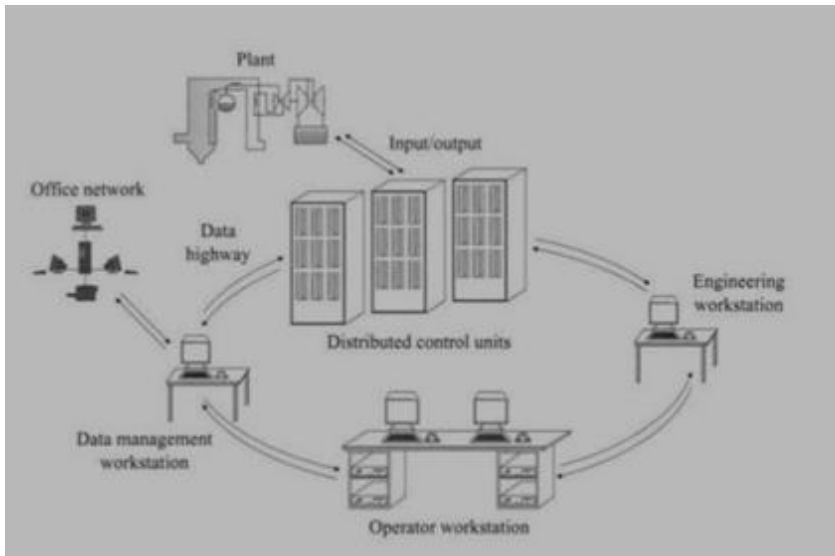 Plant
Input/output
Office network
Data
highway
Engineering
workstation
Distributed control units
Data management
workstation
Operator workstation